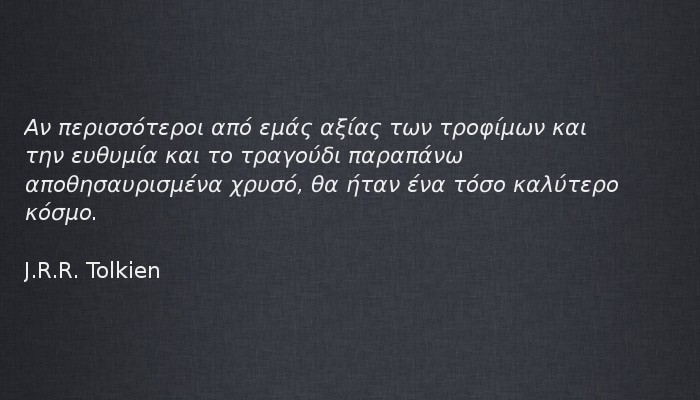 Αν περισσότεροι από εμάς αξίας των τροφίμων και
την ευθυμία και το τραγούδι παραπάνω
αποθησαυρισμένα χρυσό, θα ήταν ένα τόσο καλύτερο
κόσμο.
J.R.R. Tolkien